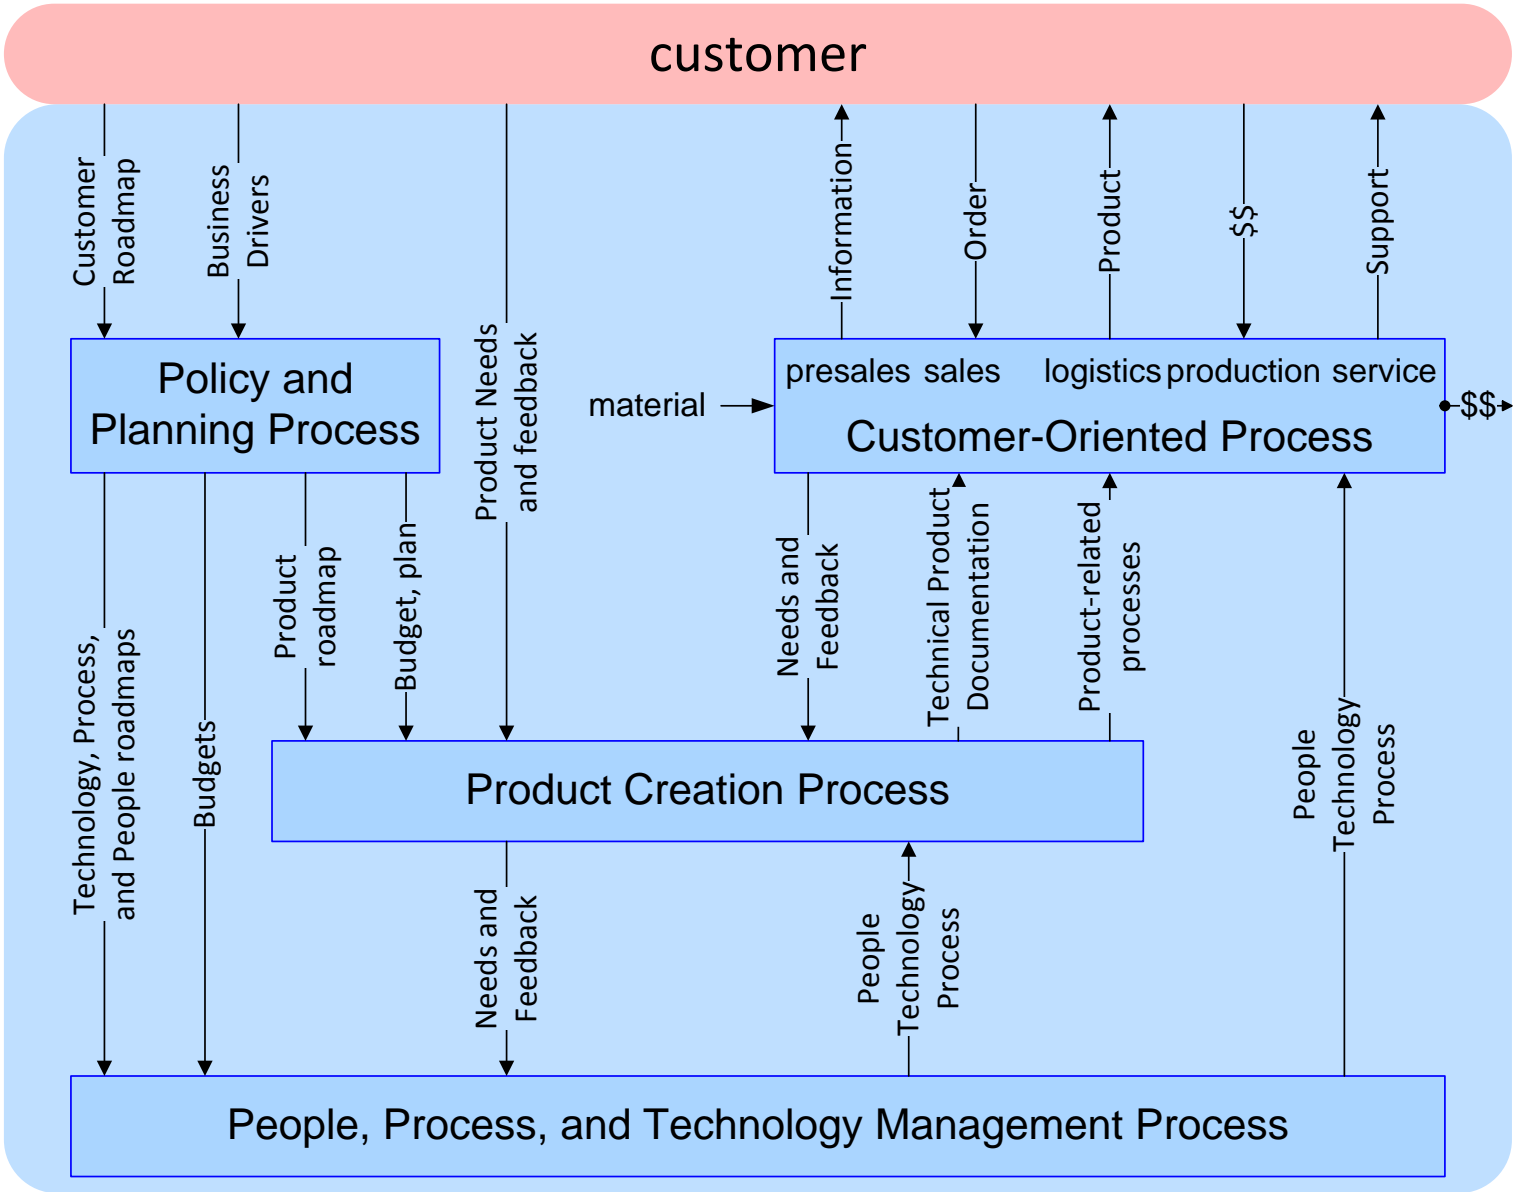 customer
Customer
Roadmap
Business
Drivers
Product Needs
and feedback
Information
Order
Product
$$
Support
Policy and
Planning Process
presales sales logistics production service
material
Customer-Oriented Process
$$
Technology, Process,
and People roadmaps
Budgets
Product
roadmap
Budget, plan
Needs and
Feedback
Technical Product
Documentation
Product-related
processes
People
Technology
Process
Product Creation Process
Needs and
Feedback
People
Technology
Process
People, Process, and Technology Management Process